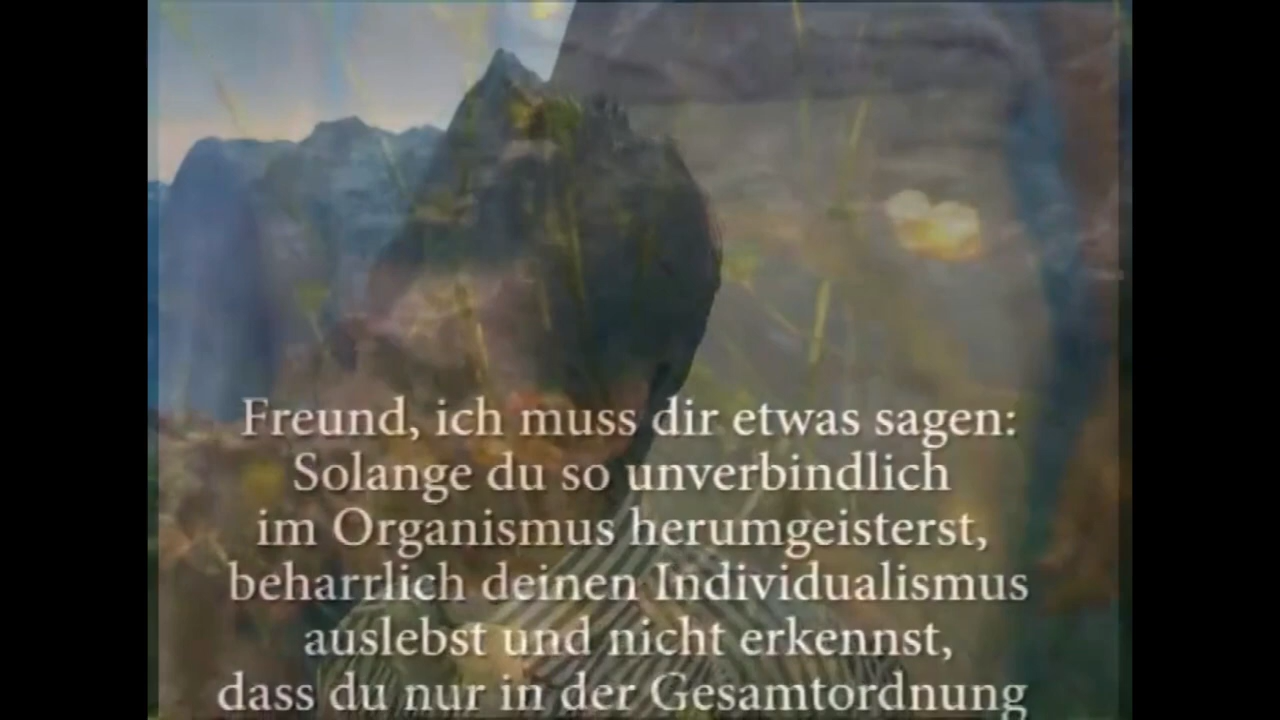 Freund, ich muss dir etwas sagen:
Solange du so unverbindlich
im Organismus herumgeisterst,
beharrlich deinen Individualismus
auslebst und nicht erkennst,
dass du nur in der Gesamtordnung